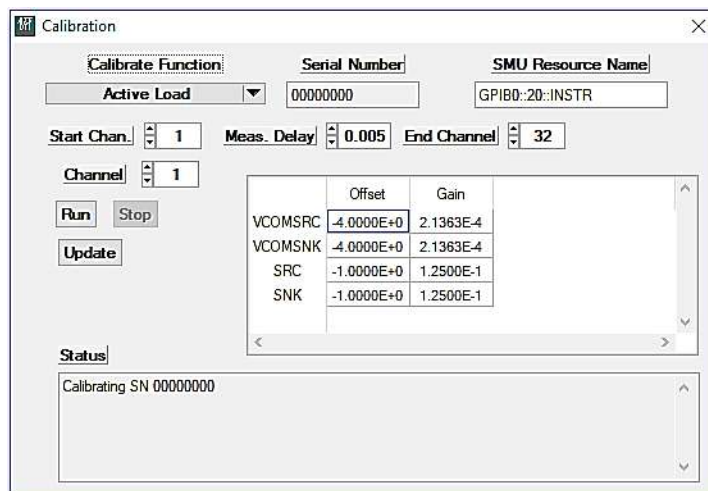 Calibration
Calibrate Function Serial Number SMU Resource Name
Active Load 00000000 GPIB0::20::INSTR
Start Chan. 1 Meas. Delay 0.005 End Channel 32
Channel 1
Offset Gain
Run Stop
VCOMSRC -4.0000E+0 2.1363E-4
Update
VCOMSNK -4.0000E+0 2.1363E-4
SRC -1.0000E+0 1.2500E-1
SNK -1.0000E+0 1.2500E-1
Status
Calibrating SN 00000000